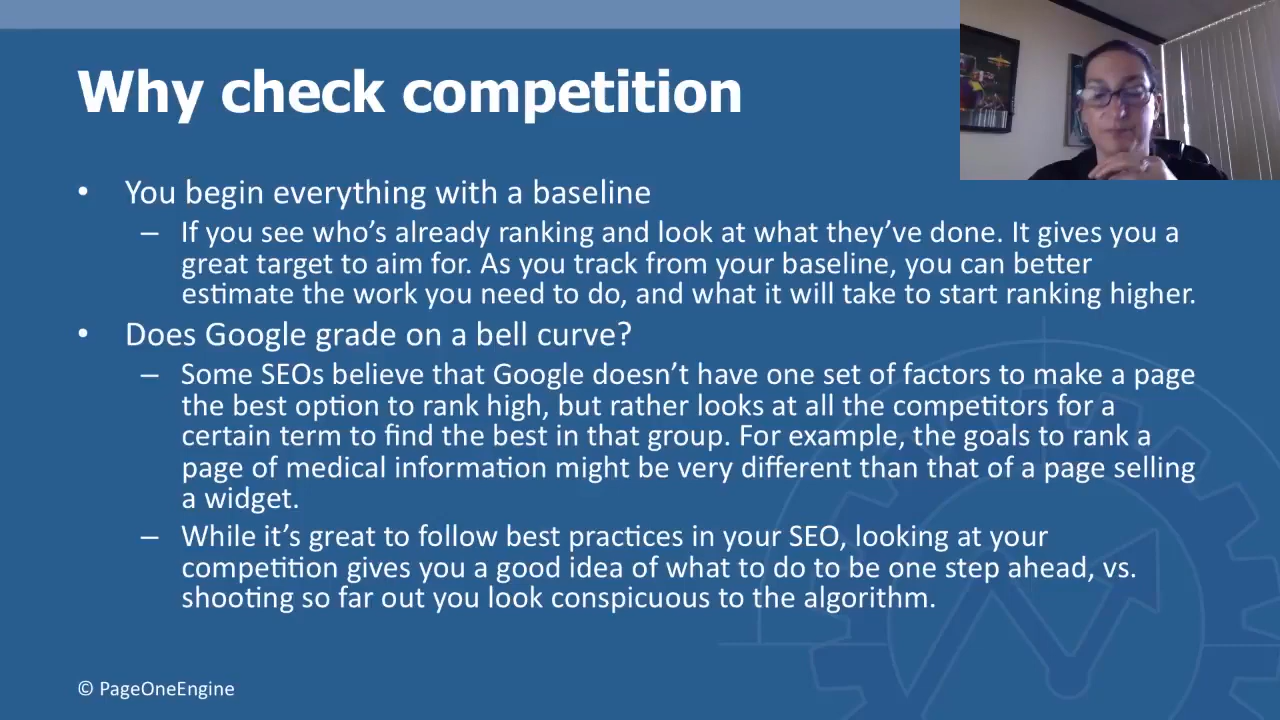 Why check competition
• You begin everything with a baseline
– If you see who’s already ranking and look at what they’ve done. It gives you a
great target to aim for. As you track from your baseline, you can better
estimate the work you need to do, and what it will take to start ranking higher.
• Does Google grade on a bell curve?
– Some SEOs believe that Google doesn’t have one set of factors to make a page
the best option to rank high, but rather looks at all the competitors for a
certain term to find the best in that group. For example, the goals to rank a
page of medical information might be very different than that of a page selling
a widget.
– While it’s great to follow best practices in your SEO, looking at your
competition gives you a good idea of what to do to be one step ahead, vs.
shooting so far out you look conspicuous to the algorithm.
© PageOneEngine